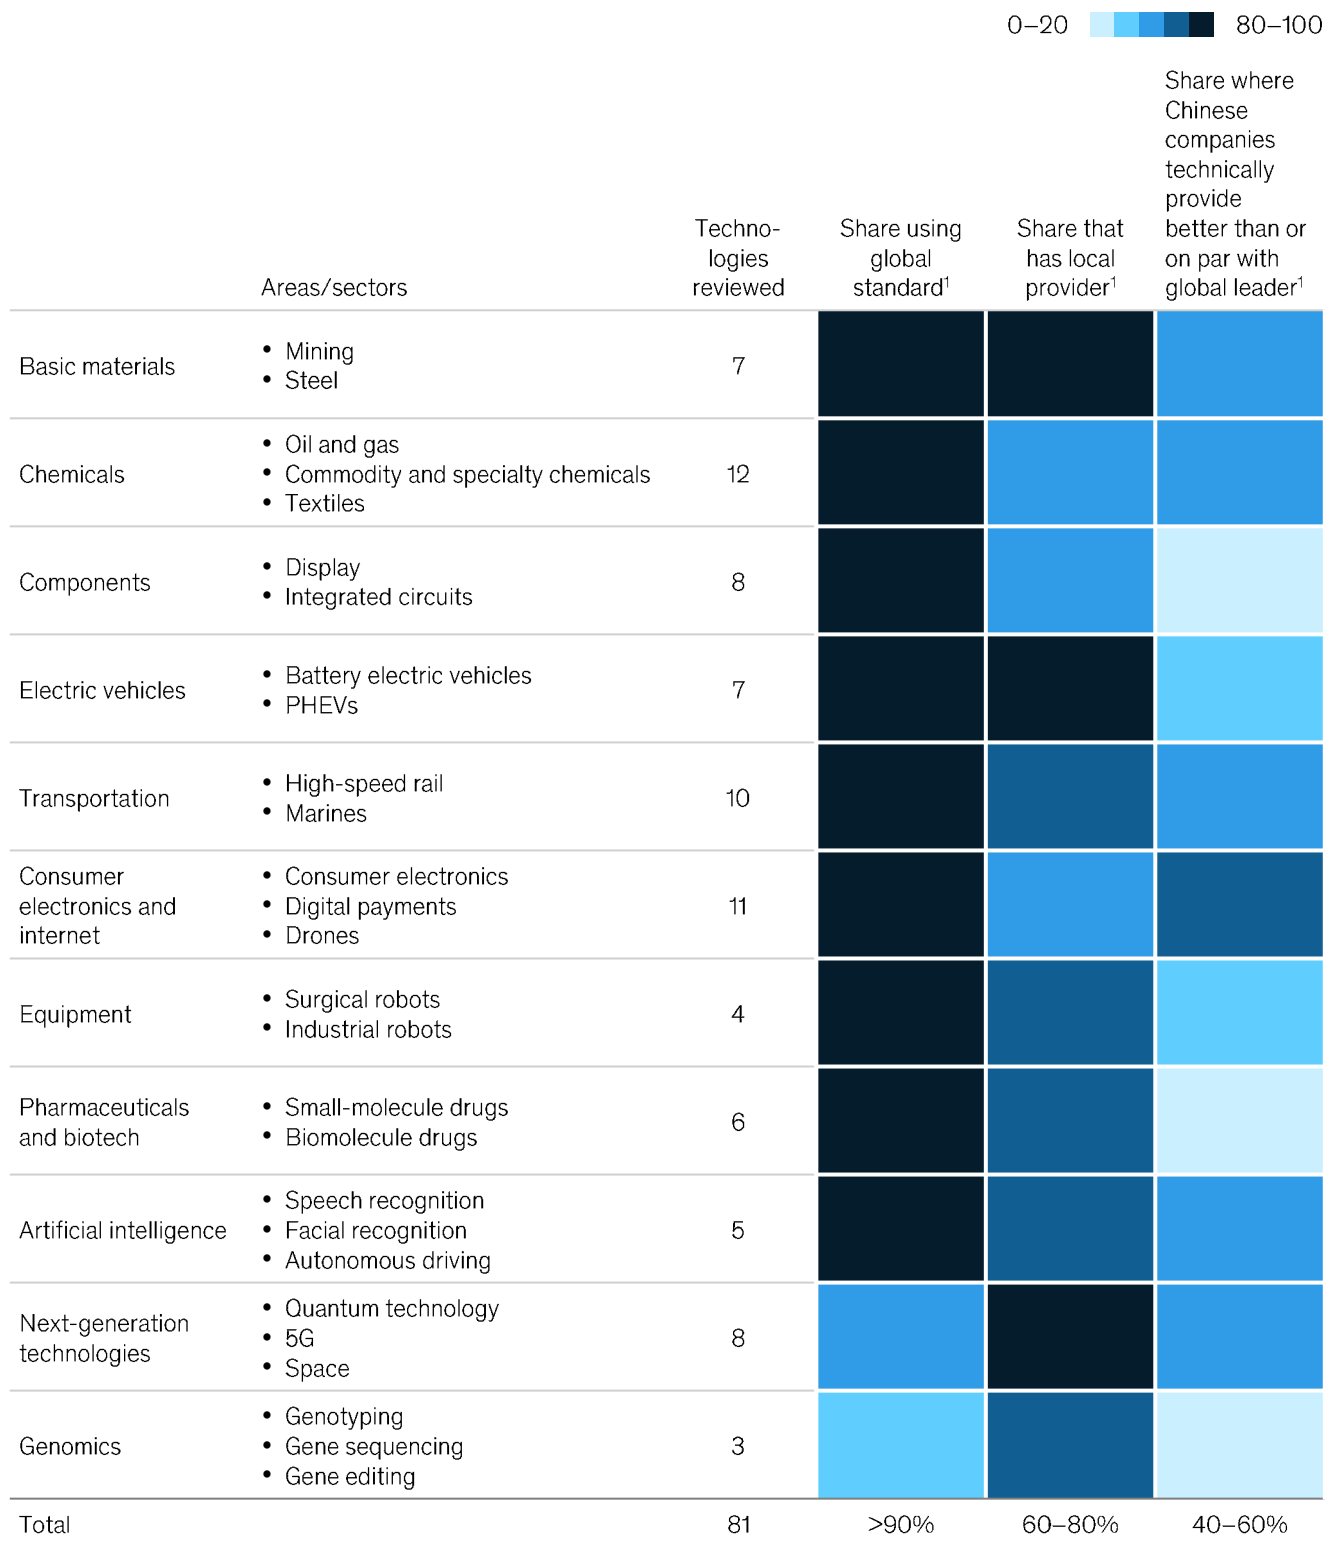 0–20 80–100
Share where
Chinese
companies
technically
provide
better than or
on par with
global leader¹
Techno-
logies
reviewed
Share using
global
standard¹
Share that
has local
provider¹
Areas/sectors
Basic materials
• Mining
• Steel
7
Chemicals
• Oil and gas
• Commodity and specialty chemicals
• Textiles
12
Components
• Display
• Integrated circuits
8
Electric vehicles
• Battery electric vehicles
• PHEVs
7
Transportation
• High-speed rail
• Marines
10
Consumer
electronics and
internet
• Consumer electronics
• Digital payments
• Drones
11
Equipment
• Surgical robots
• Industrial robots
4
Pharmaceuticals
and biotech
• Small-molecule drugs
• Biomolecule drugs
6
Artificial intelligence
• Speech recognition
• Facial recognition
• Autonomous driving
5
Next-generation
technologies
• Quantum technology
• 5G
• Space
8
Genomics
• Genotyping
• Gene sequencing
• Gene editing
3
Total 81 >90% 60–80% 40–60%